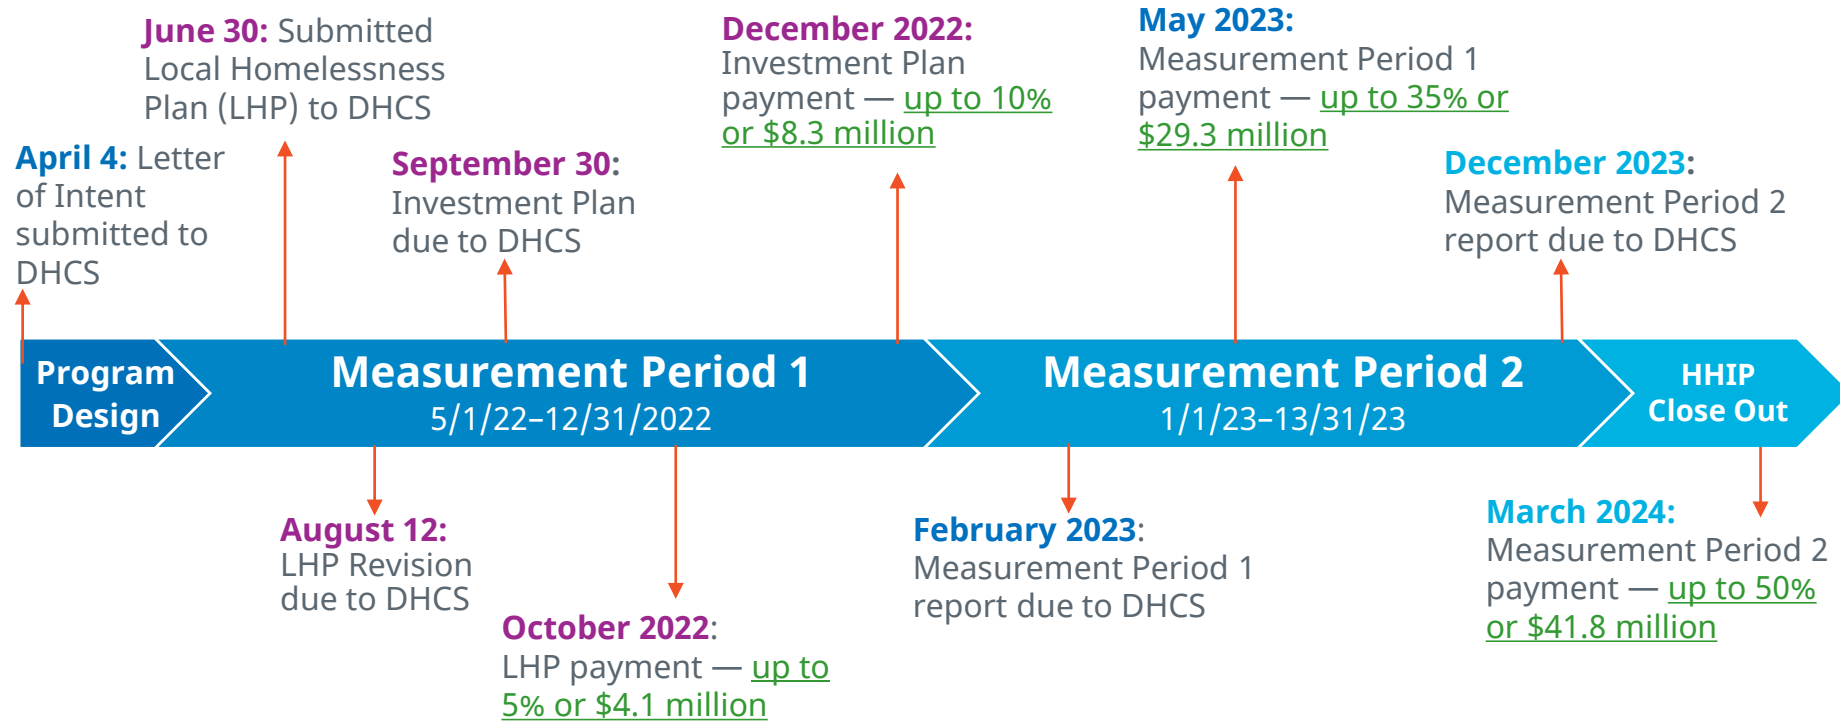 April 4: Letter
of Intent
submitted to
DHCS
June 30: Submitted
Local Homelessness
Plan (LHP) to DHCS
September 30:
Investment Plan
due to DHCS
December 2022:
Investment Plan
payment — up to 10%
or $8.3 million
May 2023:
Measurement Period 1
payment — up to 35% or
$29.3 million
December 2023:
Measurement Period 2
report due to DHCS
Program
Design
Measurement Period 1
5/1/22–12/31/2022
Measurement Period 2
1/1/23–13/31/23
HHIP
Close Out
August 12:
LHP Revision
due to DHCS
October 2022:
LHP payment — up to
5% or $4.1 million
February 2023:
Measurement Period 1
report due to DHCS
March 2024:
Measurement Period 2
payment — up to 50%
or $41.8 million